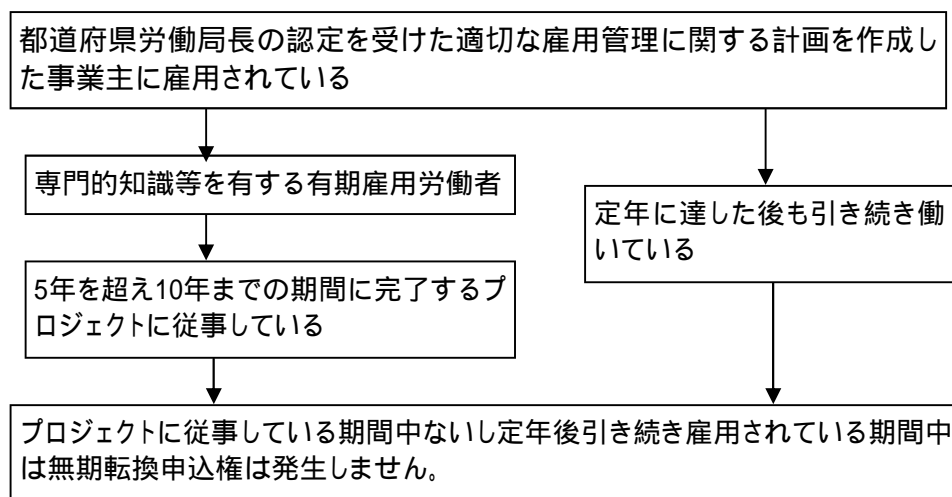 都道府県労働局長の認定を受けた適切な雇用管理に関する計画を作成し
た事業主に雇用されている
専門的知識等を有する有期雇用労働者
定年に達した後も引き続き働
いている
5年を超え10年までの期間に完了するプ
ロジェクトに従事している
プロジェクトに従事している期間中ないし定年後引き続き雇用されている期間中
は無期転換申込権は発生しません。